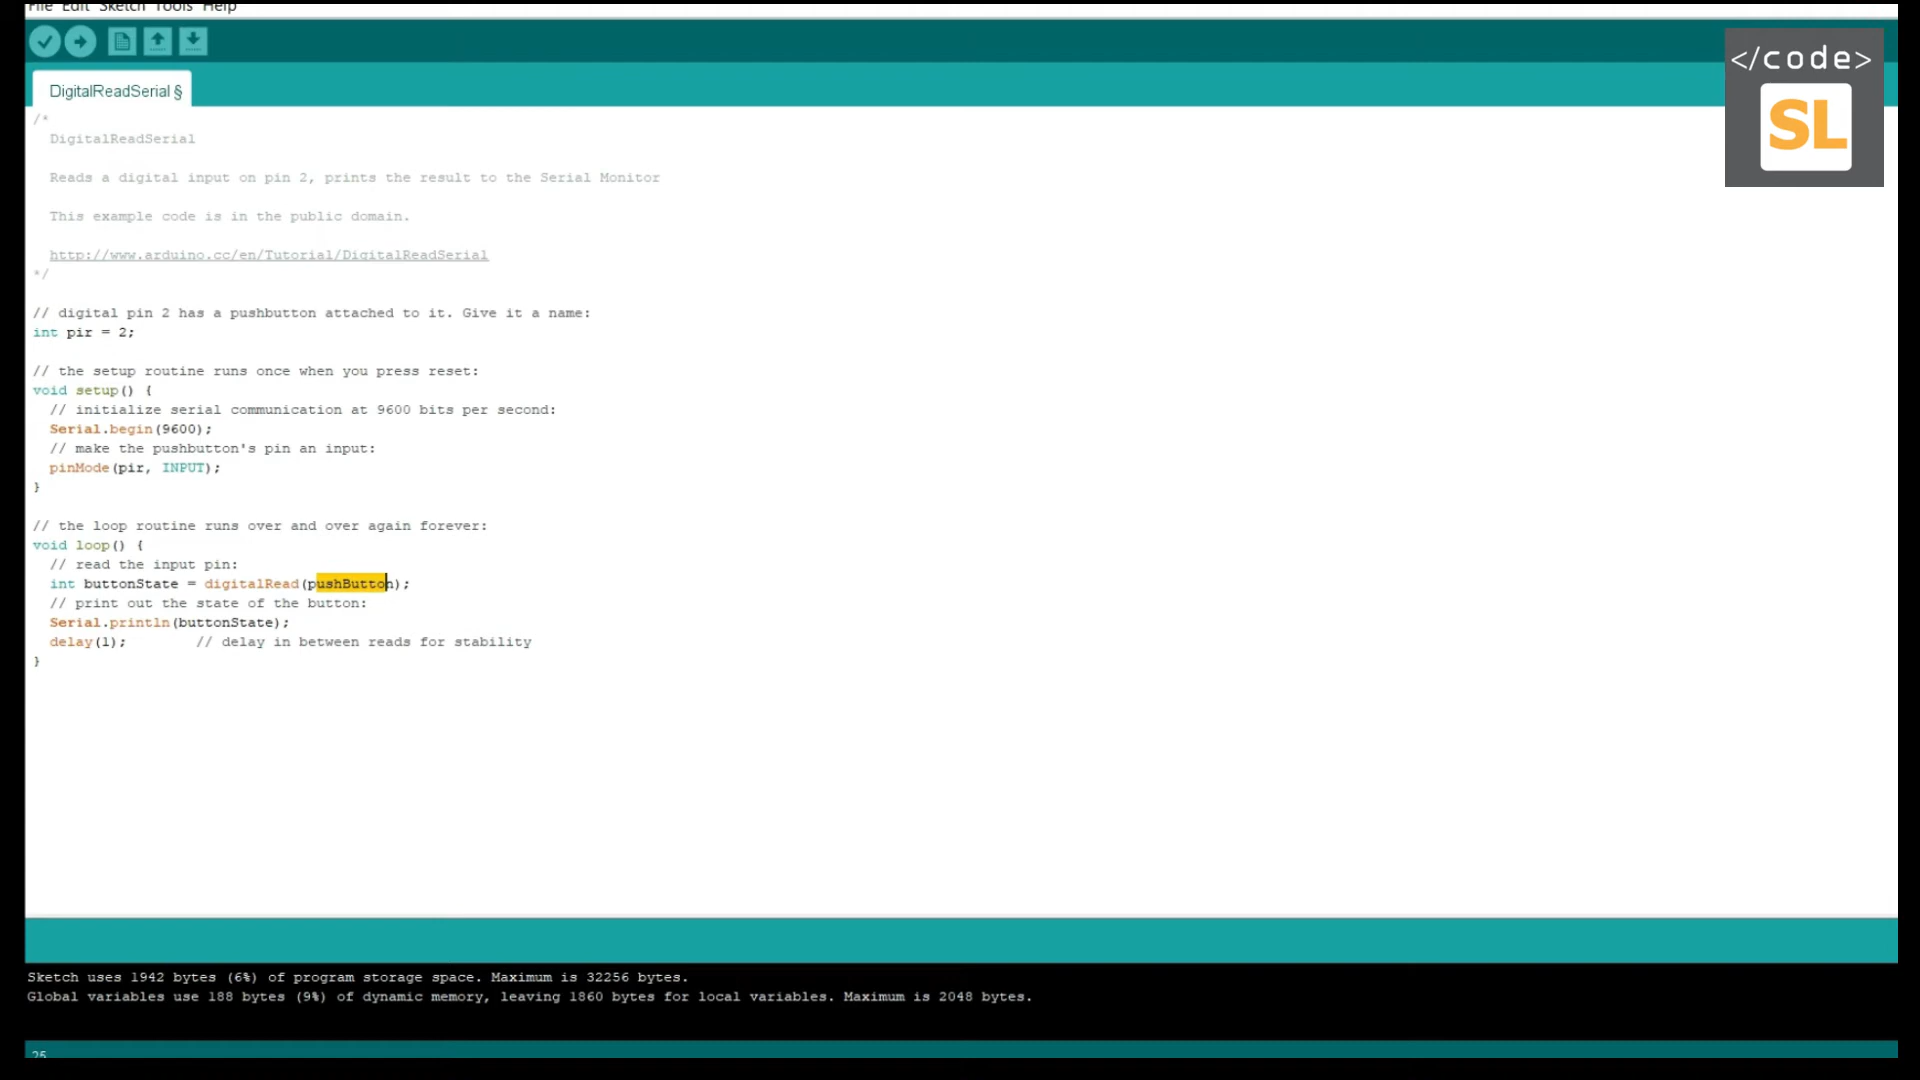 File Edit Sketch Tools Help
</code>
SL
DigitalReadSerial §
/*
DigitalReadSerial
Reads a digital input on pin 2, prints the result to the Serial Monitor
This example code is in the public domain.
http://www.arduino.cc/en/Tutorial/DigitalReadSerial
*/
// digital pin 2 has a pushbutton attached to it. Give it a name:
int pir = 2;
// the setup routine runs once when you press reset:
void setup() {
// initialize serial communication at 9600 bits per second:
Serial.begin(9600);
// make the pushbutton's pin an input:
pinMode(pir, INPUT);
}
// the loop routine runs over and over again forever:
void loop() {
// read the input pin:
int buttonState = digitalRead(pushButton);
// print out the state of the button:
Serial.println(buttonState);
delay(1);        // delay in between reads for stability
}
Sketch uses 1942 bytes (6%) of program storage space. Maximum is 32256 bytes.
Global variables use 188 bytes (9%) of dynamic memory, leaving 1860 bytes for local variables. Maximum is 2048 bytes.
25